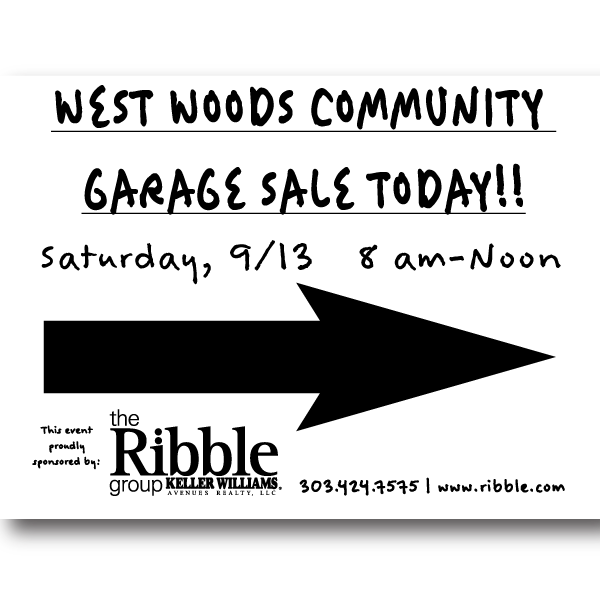 WEST WOODS COMMUNITY
GARAGE SALE TODAY!!
Saturday, 9/13 8 am-Noon
This event
proudly
sponsored by:
the
Ribble
group KELLER WILLIAMS.
AVENUES REALTY, LLC
303.424.7575 | www.ribble.com